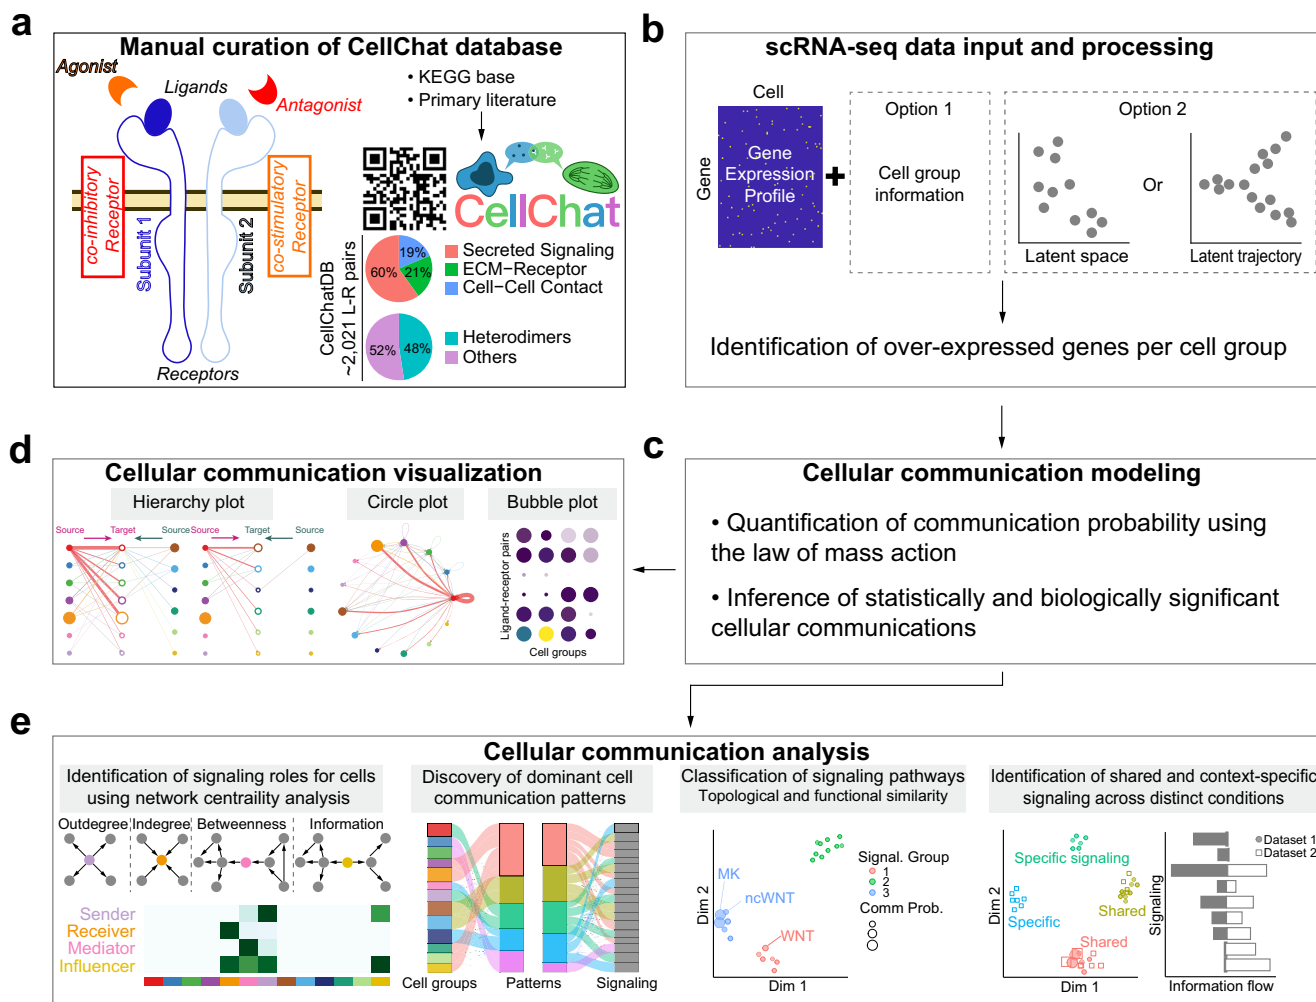 a
Manual curation of CellChat database
Agonist
Ligands
Antagonist
• KEGG base
• Primary literature
co-inhibitory
Receptor
Subunit 1
Subunit 2
co-stimulatory
Receptor
Receptors
CellChat
CellChatDB
~2,021 L-R pairs
19%
60%
21%
Secreted Signaling
ECM-Receptor
Cell-Cell Contact
52%
48%
Heterodimers
Others
b
scRNA-seq data input and processing
Cell
Gene
Gene
Expression
Profile
+
Option 1
Cell group
information
Option 2
Latent space
Or
Latent trajectory
Identification of over-expressed genes per cell group
c
Cellular communication modeling
• Quantification of communication probability using
the law of mass action
• Inference of statistically and biologically significant
cellular communications
d
Cellular communication visualization
Hierarchy plot
Circle plot
Bubble plot
Source
Target
Source
Source
Target
Source
Ligand-receptor pairs
Cell groups
e
Cellular communication analysis
Identification of signaling roles for cells
using network centraility analysis
Outdegree
Indegree
Betweenness
Information
Sender
Receiver
Mediator
Influencer
Discovery of dominant cell
communication patterns
Cell groups
Patterns
Signaling
Classification of signaling pathways
Topological and functional similarity
Dim 2
MK
ncWNT
WNT
Dim 1
Signal. Group
1
2
3
Comm Prob.
Identification of shared and context-specific
signaling across distinct conditions
Dim 2
Specific signaling
Specific
Shared
Shared
Dim 1
Signaling
Dataset 1
Dataset 2
Information flow